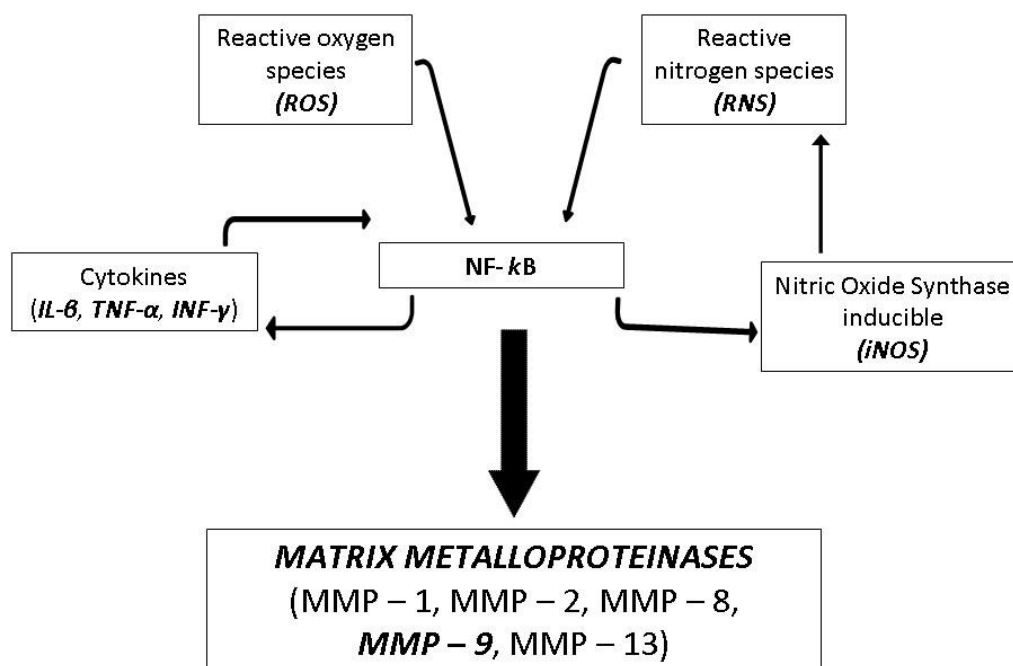 Reactive oxygen
species
(ROS)
Reactive
nitrogen species
(RNS)
NF-kB
Cytokines
(IL-β, TNF-α, INF-γ)
Nitric Oxide Synthase
inducible
(iNOS)
MATRIX METALLOPROTEINASES
(MMP – 1, MMP – 2, MMP – 8,
MMP – 9, MMP – 13)